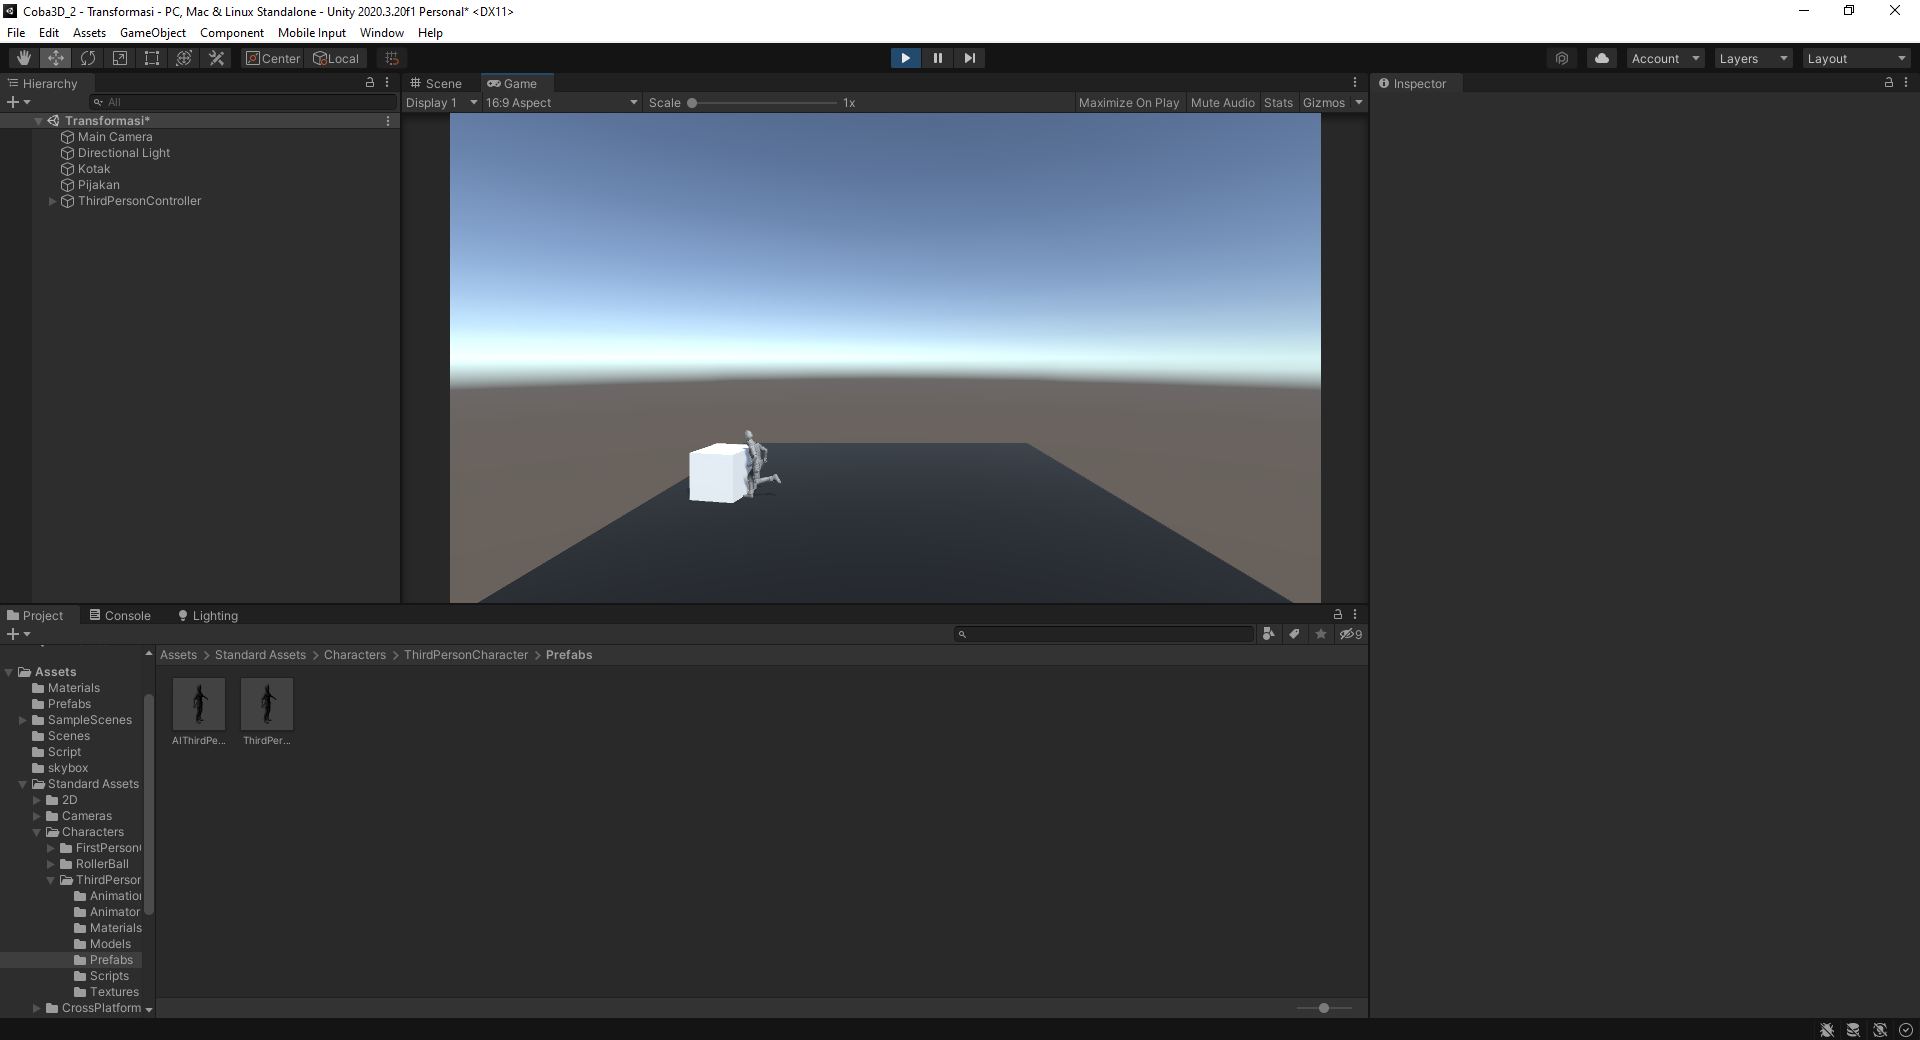 Coba3D_2 - Transformasi - PC, Mac & Linux Standalone - Unity 2020.3.20f1 Personal* <DX11>
File Edit Assets GameObject Component Mobile Input Window Help
Center Local Account Layers Layout
Hierarchy
All
Transformasi*
Main Camera
Directional Light
Kotak
Pijakan
ThirdPersonController
Scene Game
Display 1 16:9 Aspect Scale 1x Maximize On Play Mute Audio Stats Gizmos
Inspector
Project Console Lighting
9
Assets
Materials
Prefabs
SampleScenes
Scenes
Script
skybox
Standard Assets
2D
Cameras
Characters
FirstPerson
RollerBall
ThirdPerson
Animation
Animator
Materials
Models
Prefabs
Scripts
Textures
CrossPlatform
Assets > Standard Assets > Characters > ThirdPersonCharacter > Prefabs
AIThirdPe... ThirdPer...